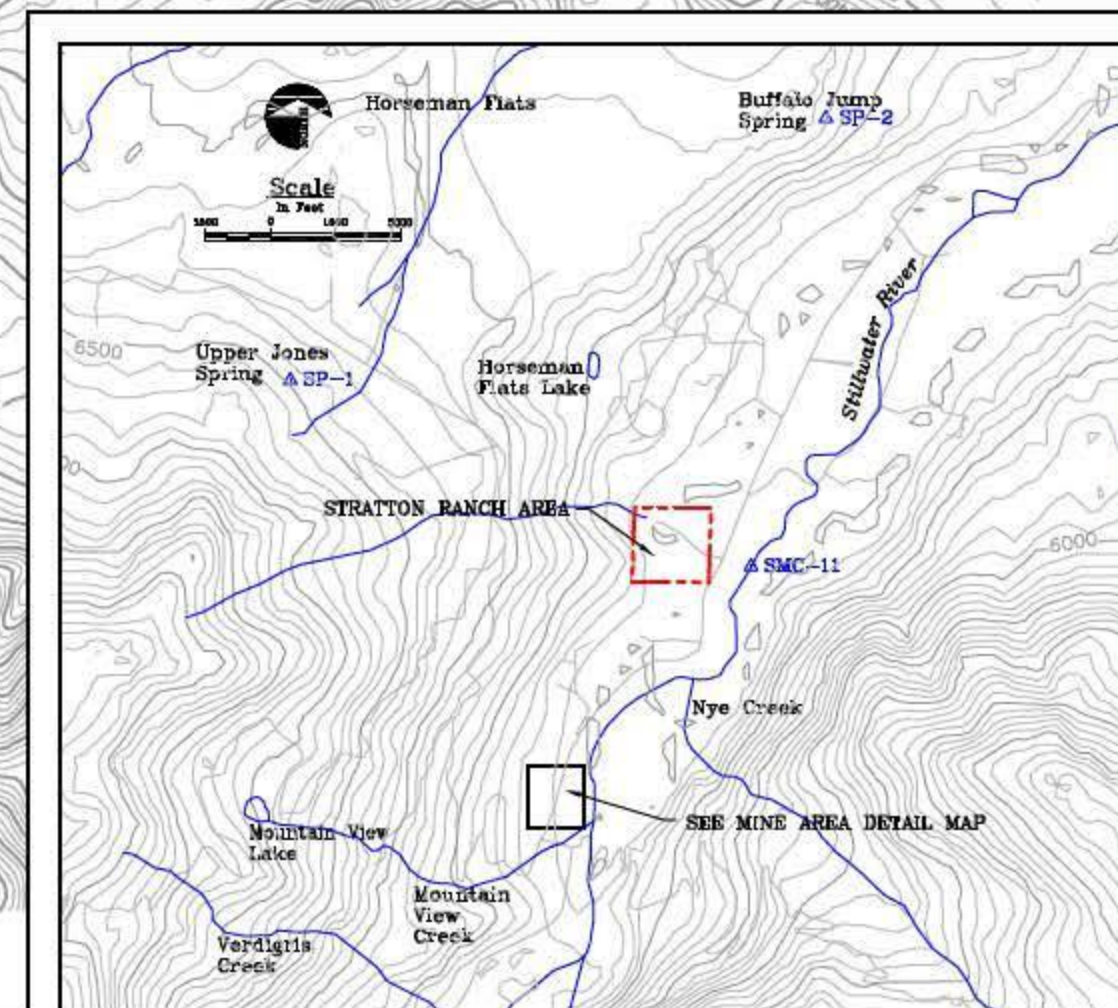 Horseman Flats
Buffalo Jump
Spring SP-2
NORTH
Scale
In Feet
0
Stillwater River
6500
Upper Jones
Spring SP-1
Horseman
Flats Lake
STRATTON RANCH AREA
6000
SMC-11
Nye Creek
SEE MINE AREA DETAIL MAP
Mountain View
Lake
Mountain
View
Creek
Verdigris
Creek